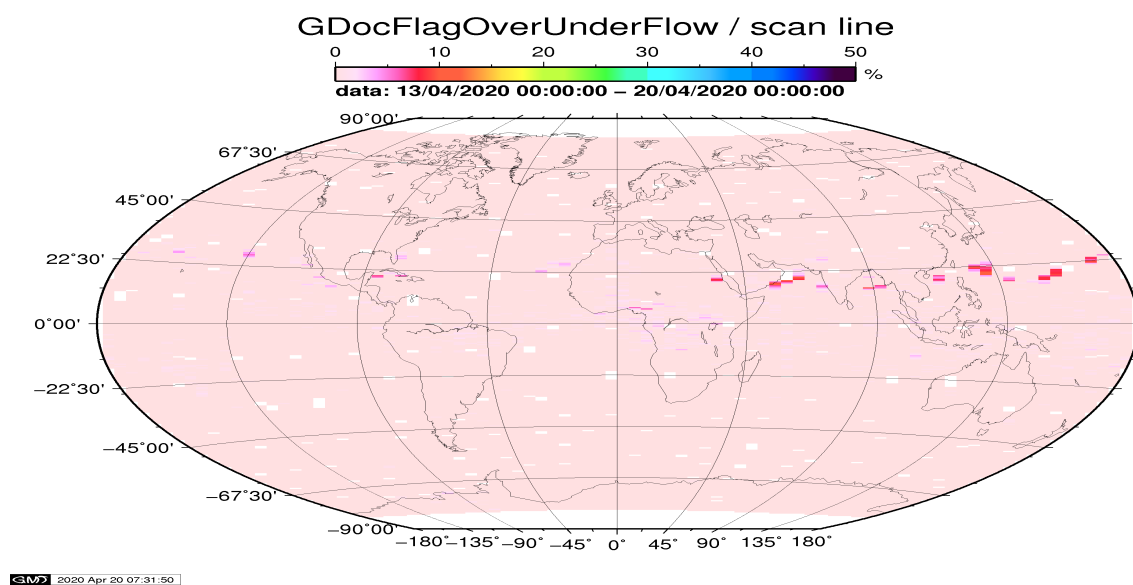 GDocFlagOverUnderFlow / scan line
0 10 20 30 40 50
%
data: 13/04/2020 00:00:00 – 20/04/2020 00:00:00
90°00'
67°30'
45°00'
22°30'
0°00'
−22°30'
−45°00'
−67°30'
−90°00'
−180° −135° −90° −45° 0° 45° 90° 135° 180°
GMD 2020 Apr 20 07:31:50